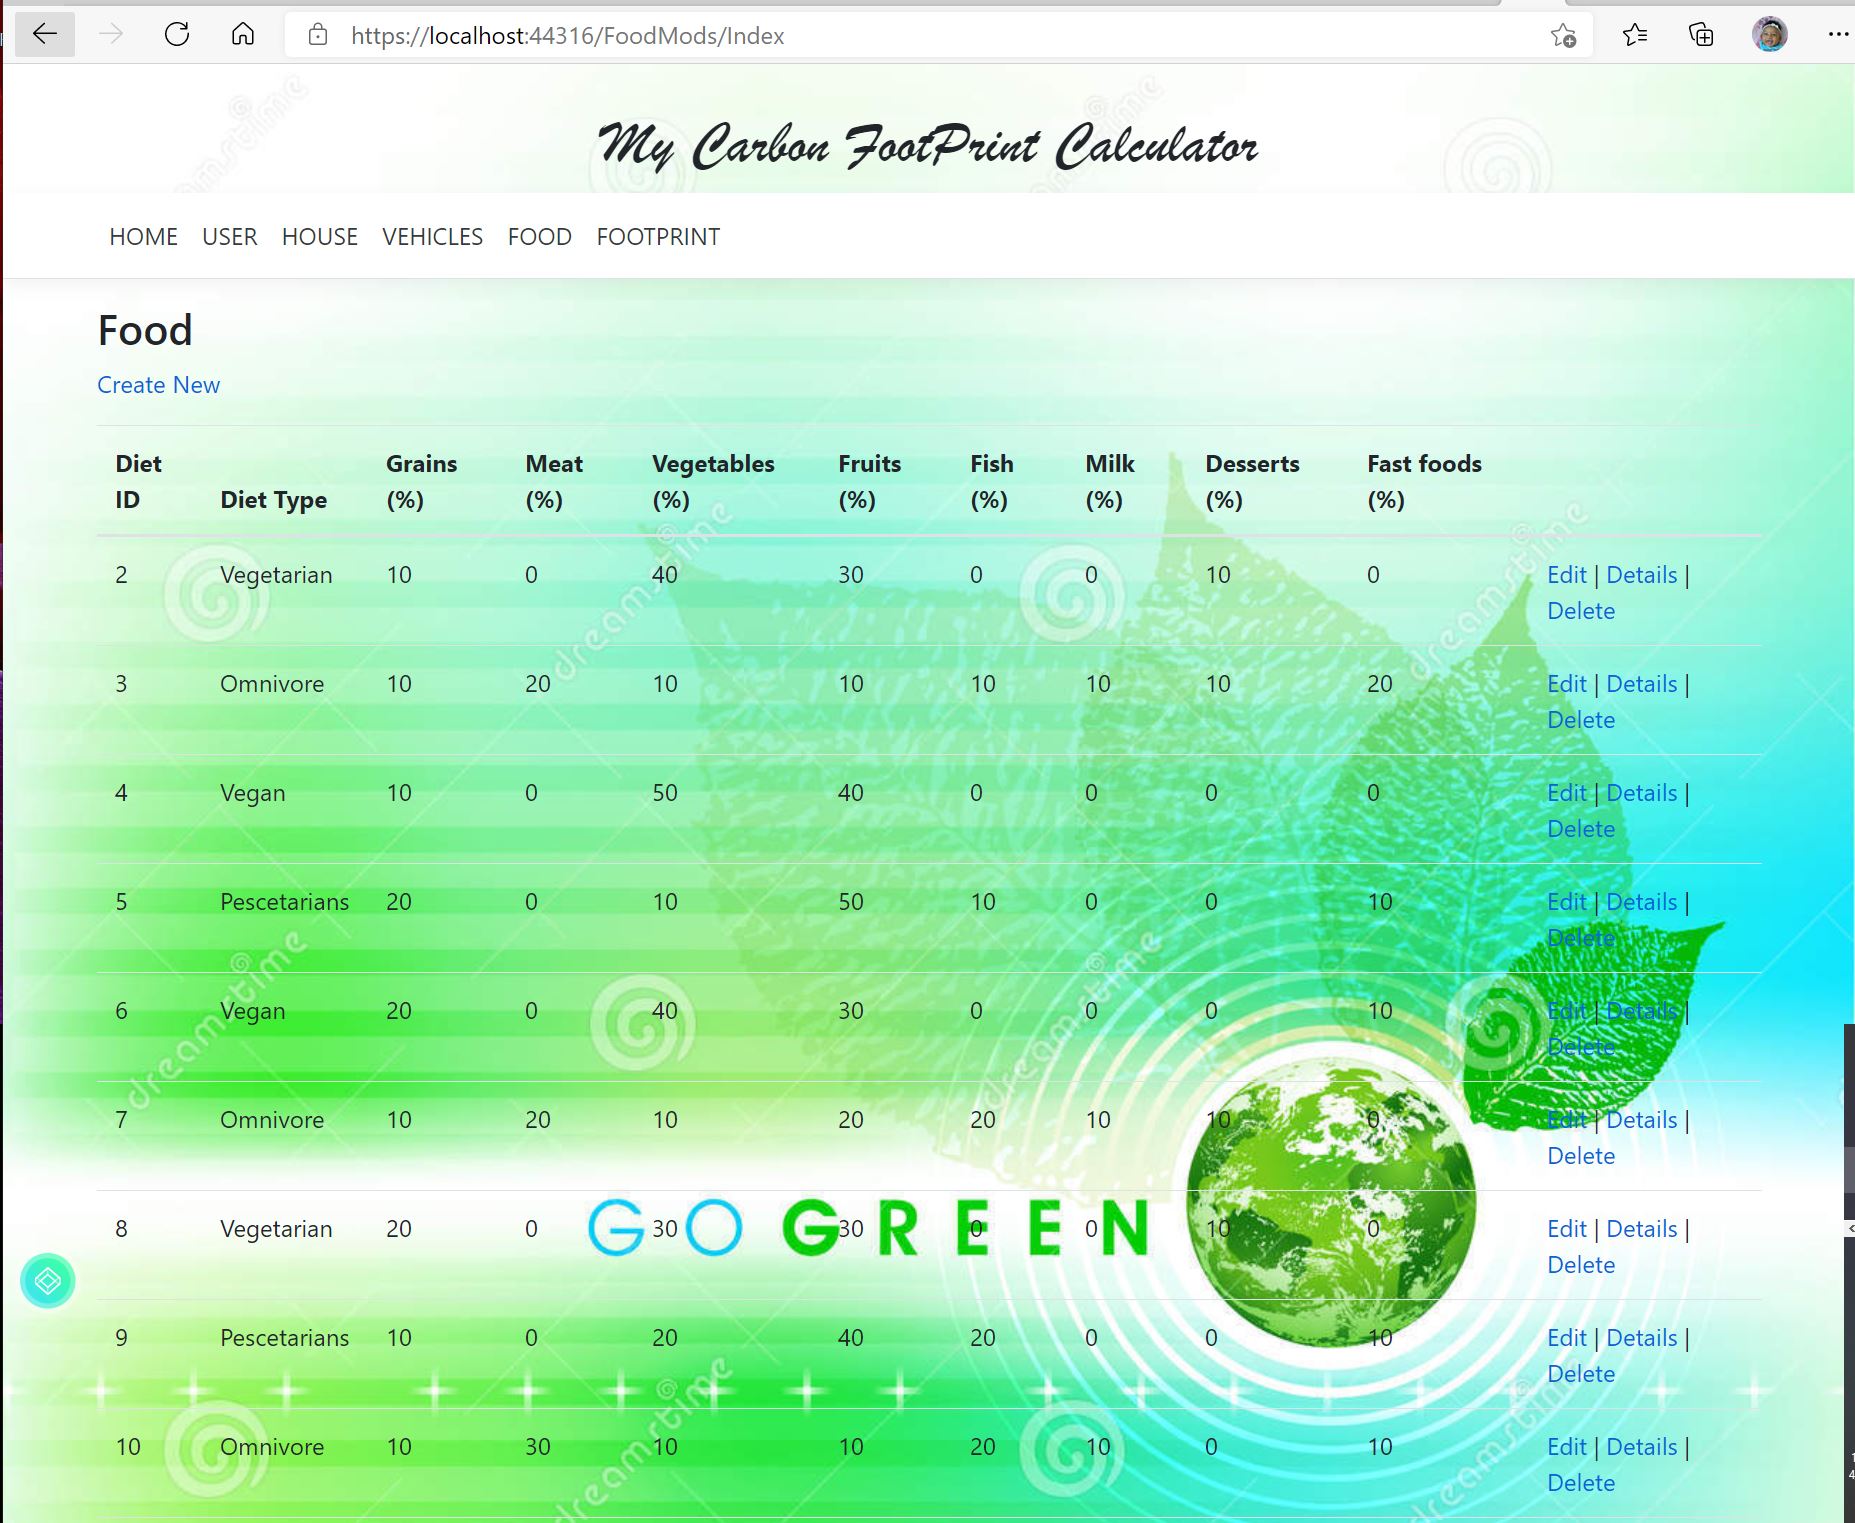 https://localhost:44316/FoodMods/Index
My Carbon FootPrint Calculator
HOME USER HOUSE VEHICLES FOOD FOOTPRINT
Food
Create New
Diet ID Diet Type Grains (%) Meat (%) Vegetables (%) Fruits (%) Fish (%) Milk (%) Desserts (%) Fast foods (%)
2 Vegetarian 10 0 40 30 0 0 10 0 Edit | Details |
Delete
3 Omnivore 10 20 10 10 10 10 10 20 Edit | Details |
Delete
4 Vegan 10 0 50 40 0 0 0 0 Edit | Details |
Delete
5 Pescetarians 20 0 10 50 10 0 0 10 Edit | Details |
Delete
6 Vegan 20 0 40 30 0 0 0 10 Edit | Details |
Delete
7 Omnivore 10 20 10 20 20 10 10 0 Edit | Details |
Delete
8 Vegetarian 20 0 30 30 0 0 10 0 Edit | Details |
Delete
GO GREEN
9 Pescetarians 10 0 20 40 20 0 0 10 Edit | Details |
Delete
10 Omnivore 10 30 10 10 20 10 0 10 Edit | Details |
Delete
dreamstime
dreamstime
dreamstime
dreamstime
dreamstime
dreamstime